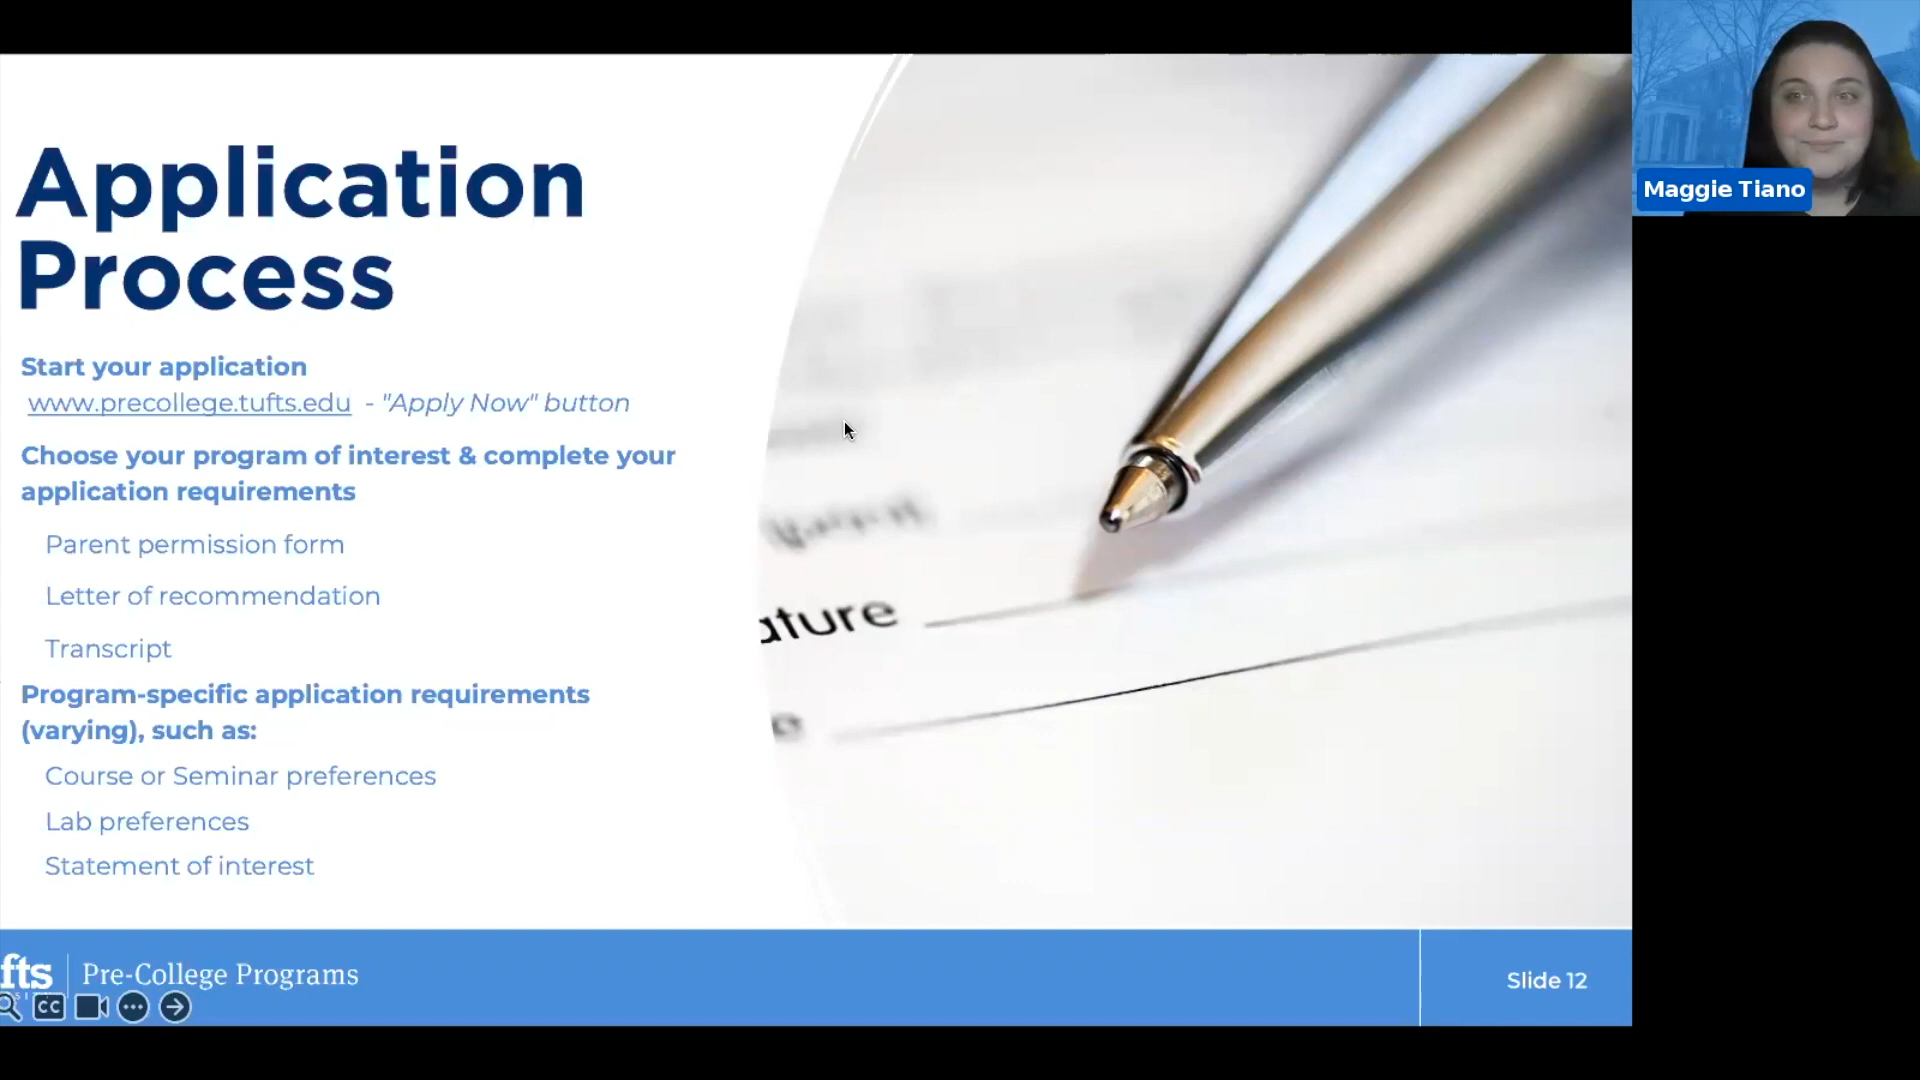 Application
Process
Start your application
www.precollege.tufts.edu - "Apply Now" button
Choose your program of interest & complete your
application requirements
Parent permission form
Letter of recommendation
Transcript
Program-specific application requirements
(varying), such as:
Course or Seminar preferences
Lab preferences
Statement of interest
ature
fts
Pre-College Programs
CC
Slide 12
Maggie Tiano